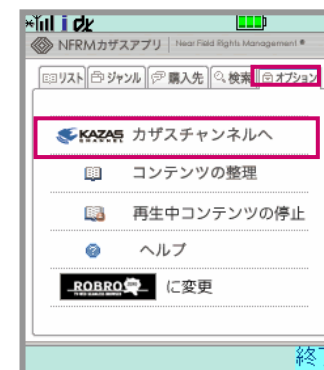 NFRMカザスアプリ Near Field Rights Management
リスト ジャンル 購入先 検索 オプション
KAZAS CHANNEL カザスチャンネルへ
コンテンツの整理
再生中コンテンツの停止
ヘルプ
ROBRO に変更
終了